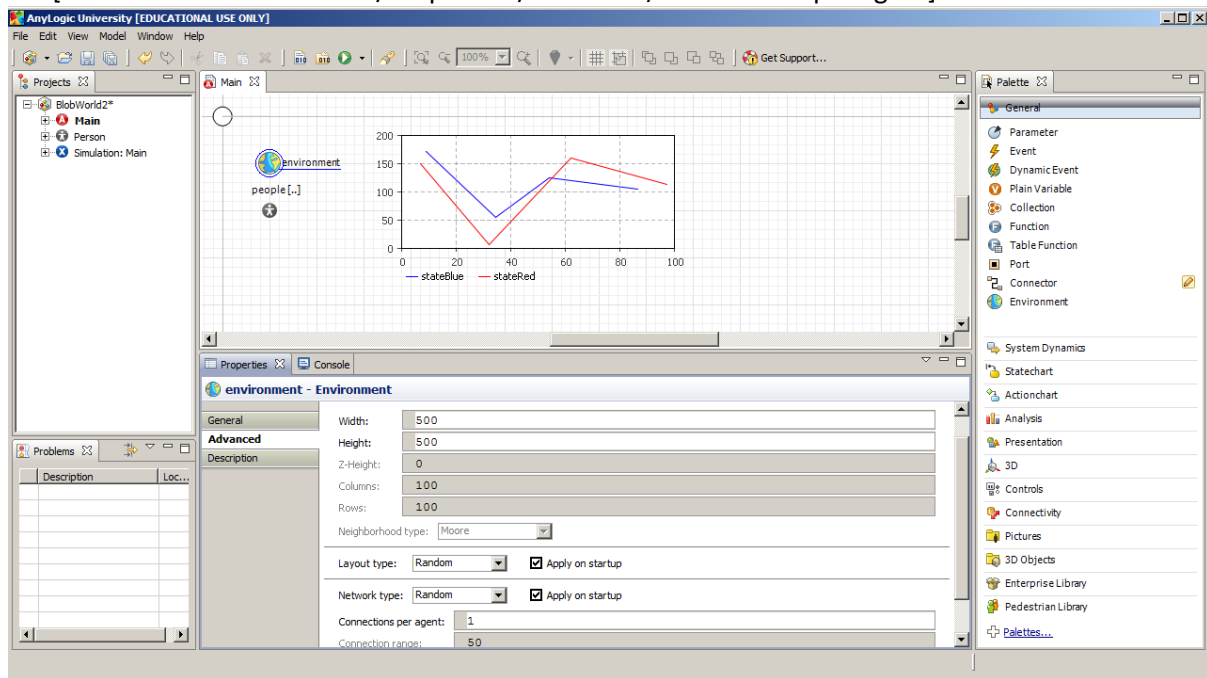 AnyLogic University [EDUCATIONAL USE ONLY]
File Edit View Model Window Help
100%
Get Support...
Projects
BlobWorld2*
Main
Person
Simulation: Main
Problems
Description Loc...
Main
environment
people[..]
200
150
100
50
0
0 20 40 60 80 100
stateBlue stateRed
Properties Console
environment - Environment
General
Advanced
Description
Width: 500
Height: 500
Z-Height: 0
Columns: 100
Rows: 100
Neighborhood type: Moore
Layout type: Random Apply on startup
Network type: Random Apply on startup
Connections per agent: 1
Connection range: 50
Palette
General
Parameter
Event
Dynamic Event
Plain Variable
Collection
Function
Table Function
Port
Connector
Environment
System Dynamics
Statechart
Actionchart
Analysis
Presentation
3D
Controls
Connectivity
Pictures
3D Objects
Enterprise Library
Pedestrian Library
Palettes...